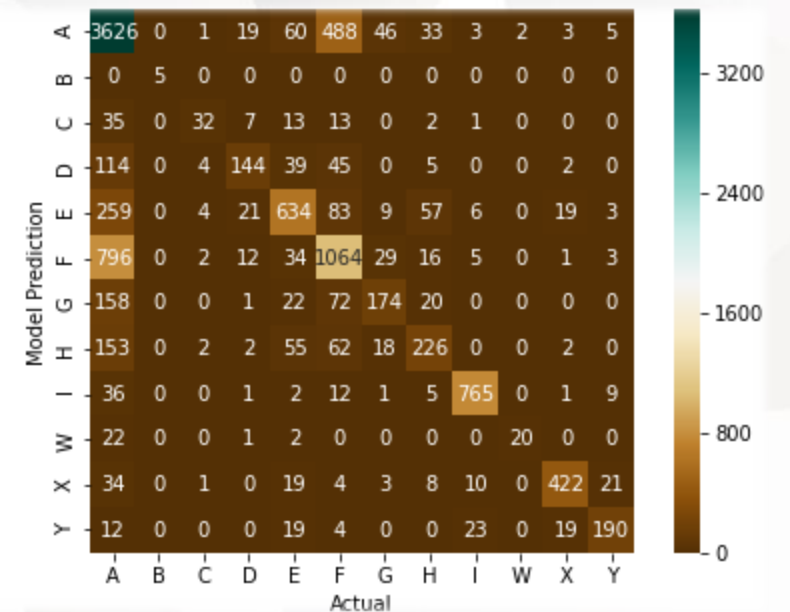 A 3626 0 1 19 60 488 46 33 3 2 3 5
B 0 5 0 0 0 0 0 0 0 0 0 0
C 35 0 32 7 13 13 0 2 1 0 0 0
D 114 0 4 144 39 45 0 5 0 0 2 0
E 259 0 4 21 634 83 9 57 6 0 19 3
F 796 0 2 12 34 1064 29 16 5 0 1 3
G 158 0 0 1 22 72 174 20 0 0 0 0
H 153 0 2 2 55 62 18 226 0 0 2 0
I 36 0 0 1 2 12 1 5 765 0 1 9
W 22 0 0 1 2 0 0 0 0 20 0 0
X 34 0 1 0 19 4 3 8 10 0 422 21
Y 12 0 0 0 19 4 0 0 23 0 19 190
A B C D E F G H I W X Y
Actual
Model Prediction
3200
2400
1600
800
0